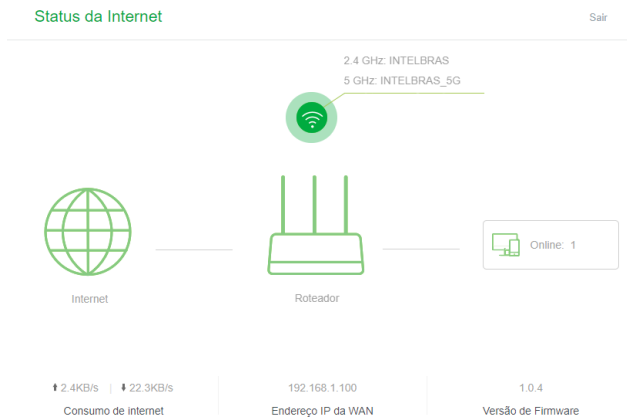 Status da Internet
Sair
2.4 GHz: INTELBRAS
5 GHz: INTELBRAS_5G
Online: 1
Internet
Roteador
⬆ 2.4KB/s | ⬇ 22.3KB/s
192.168.1.100
1.0.4
Consumo de internet
Endereço IP da WAN
Versão de Firmware